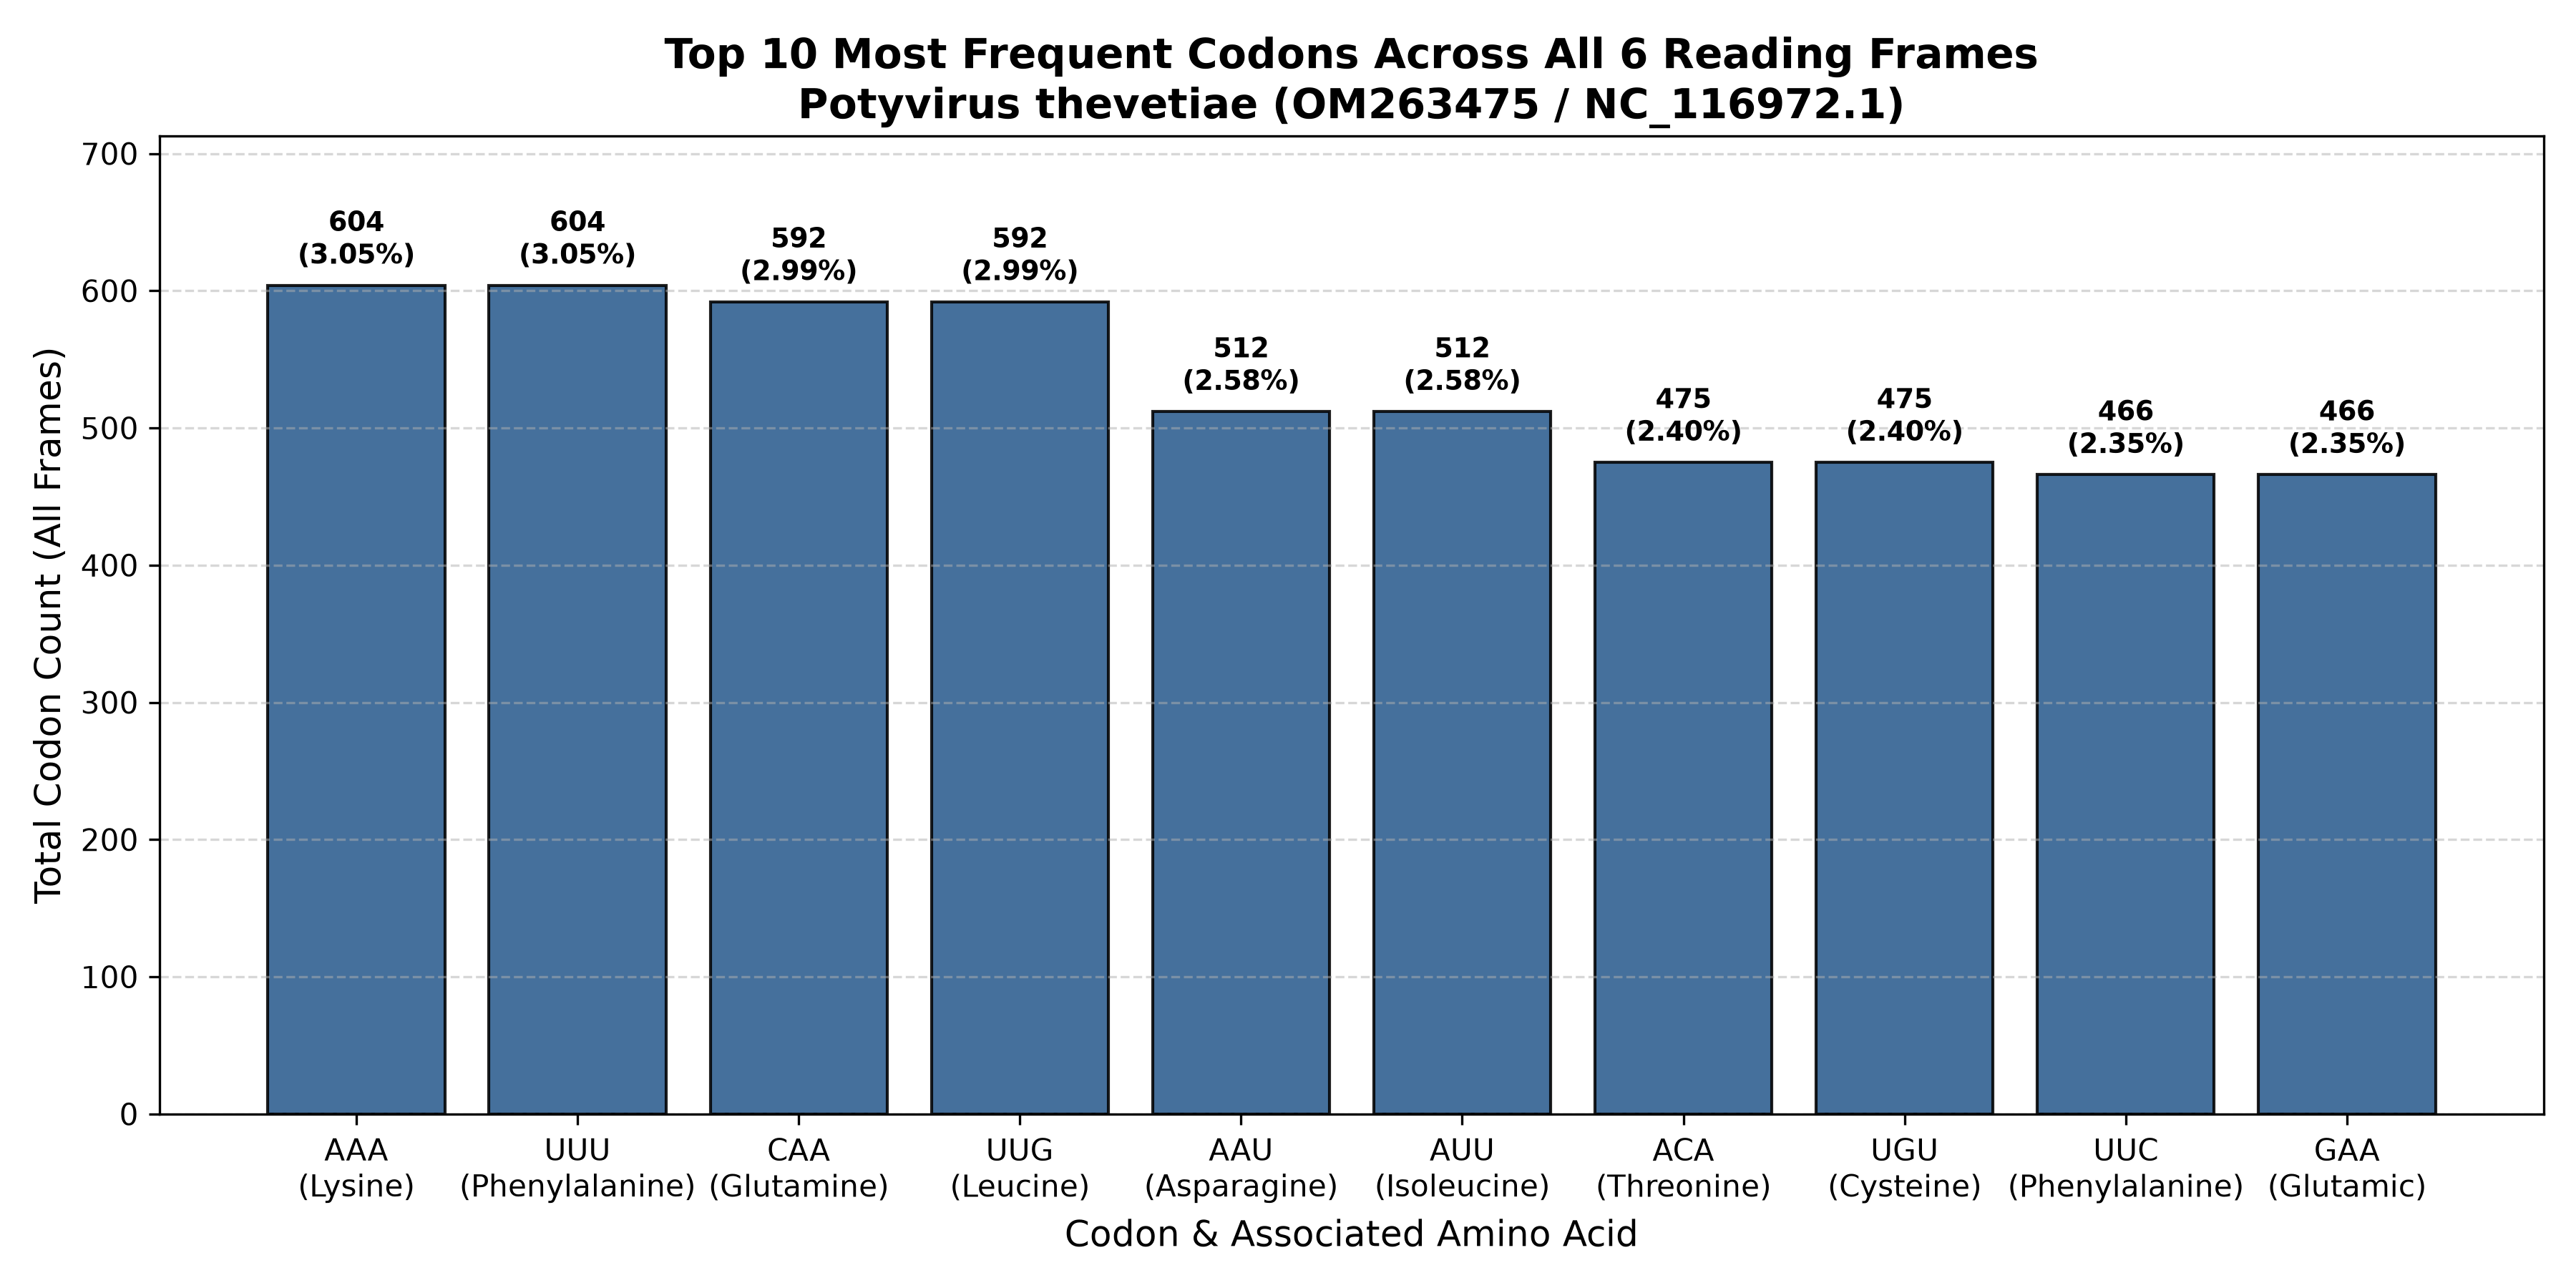 Top 10 Most Frequent Codons Across All 6 Reading Frames
Potyvirus thevetiae (OM263475 / NC_116972.1)
Total Codon Count (All Frames)
700
600
500
400
300
200
100
0
604
(3.05%)
604
(3.05%)
592
(2.99%)
592
(2.99%)
512
(2.58%)
512
(2.58%)
475
(2.40%)
475
(2.40%)
466
(2.35%)
466
(2.35%)
AAA
(Lysine)
UUU
(Phenylalanine)
CAA
(Glutamine)
UUG
(Leucine)
AAU
(Asparagine)
AUU
(Isoleucine)
ACA
(Threonine)
UGU
(Cysteine)
UUC
(Phenylalanine)
GAA
(Glutamic)
Codon & Associated Amino Acid